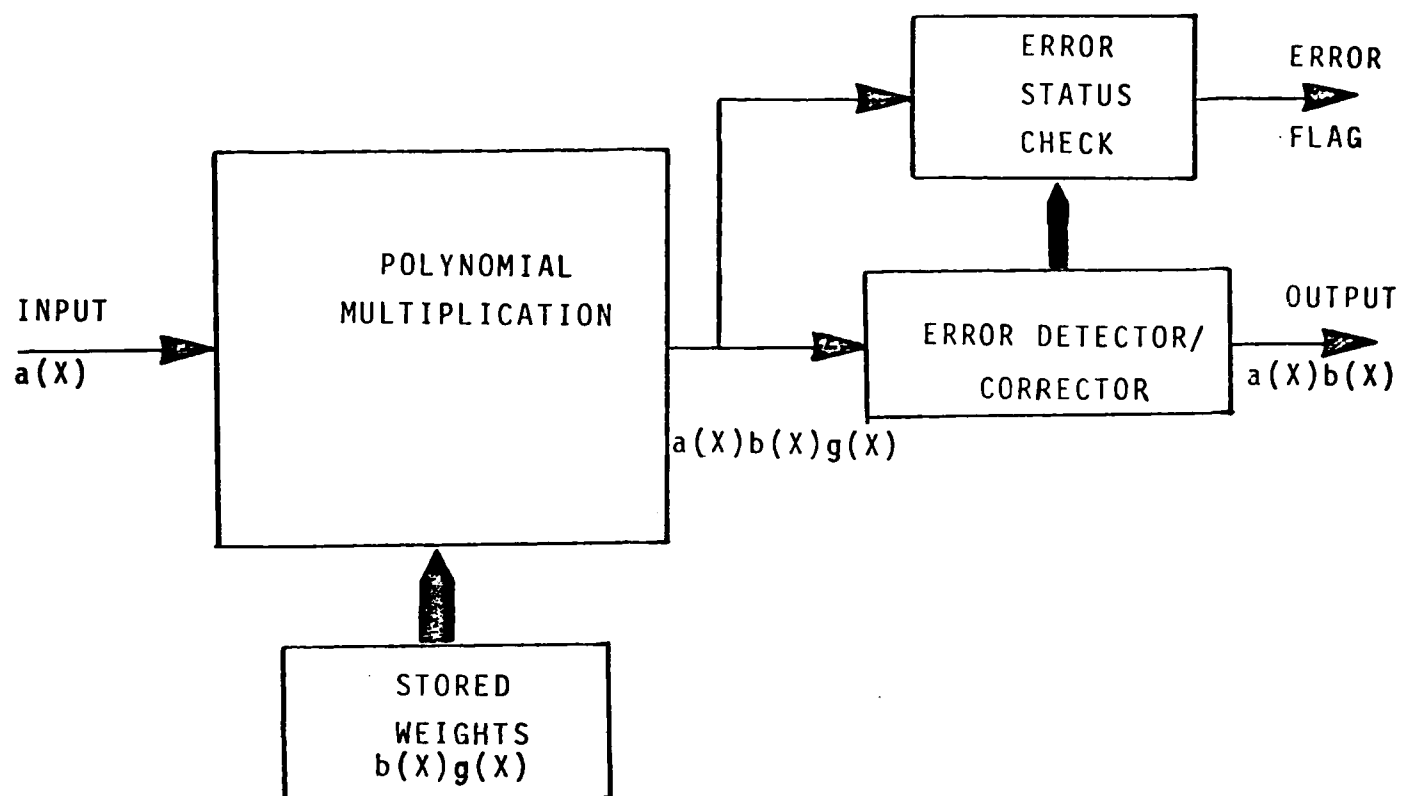 ERROR
STATUS
CHECK
ERROR
FLAG
POLYNOMIAL
MULTIPLICATION
INPUT
a(X)
ERROR DETECTOR/
CORRECTOR
OUTPUT
a(X)b(X)
a(X)b(X)g(X)
STORED
WEIGHTS
b(X)g(X)